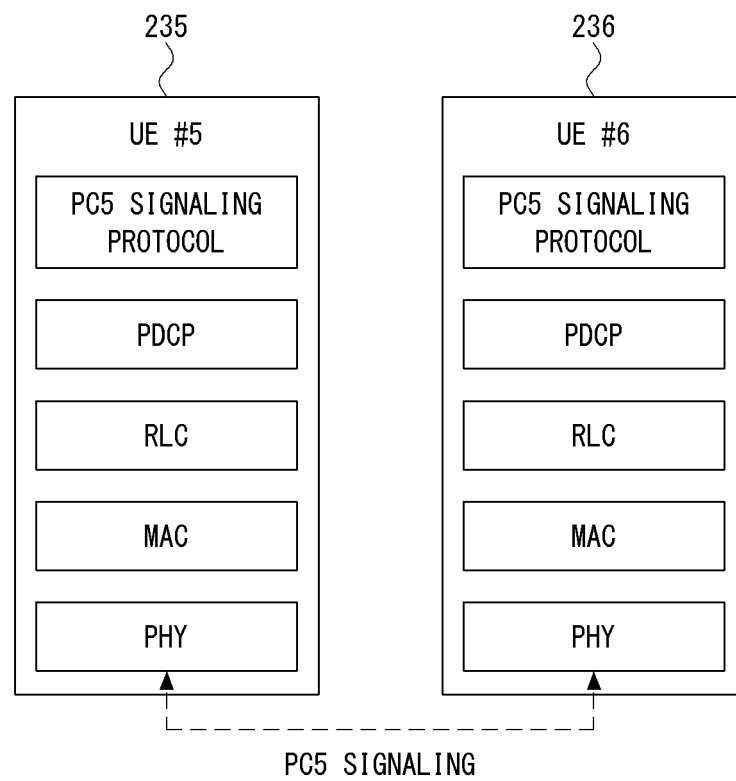 235
236
UE #5
UE #6
PC5 SIGNALING
PROTOCOL
PC5 SIGNALING
PROTOCOL
PDCP
PDCP
RLC
RLC
MAC
MAC
PHY
PHY
PC5 SIGNALING